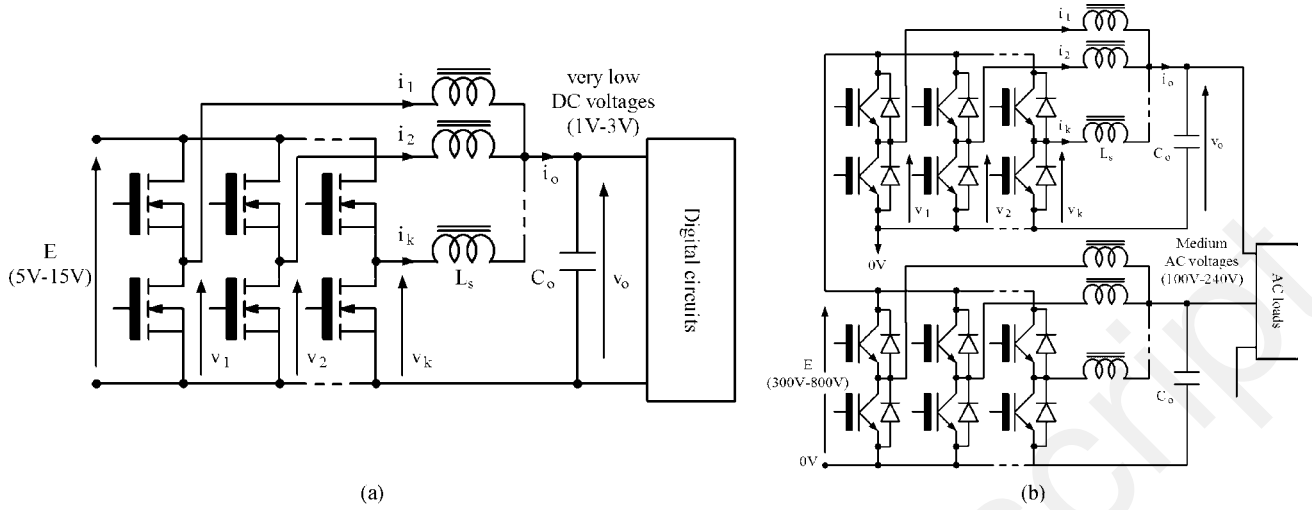 i1
i2
very low
DC voltages
(1V-3V)
io
E
(5V-15V)
ik
Ls
Co
vo
v1
v2
vk
Digital circuits
(a)
i1
i2
io
ik
Ls
Co
vo
v1
v2
vk
0V
Medium
AC voltages
(100V-240V)
AC loads
E
(300V-800V)
Co
0V
(b)
script